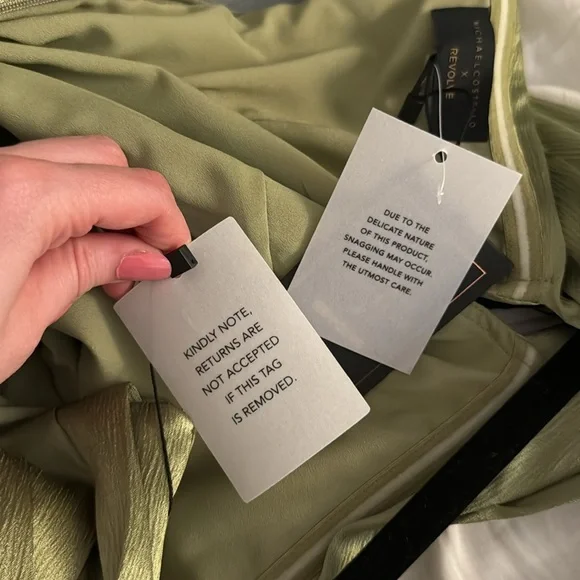 MICHAEL COSTELLO
X
REVOLVE
DUE TO THE
DELICATE NATURE
OF THIS PRODUCT,
SNAGGING MAY OCCUR.
PLEASE HANDLE WITH
THE UTMOST CARE.
KINDLY NOTE,
RETURNS ARE
NOT ACCEPTED
IF THIS TAG
IS REMOVED.